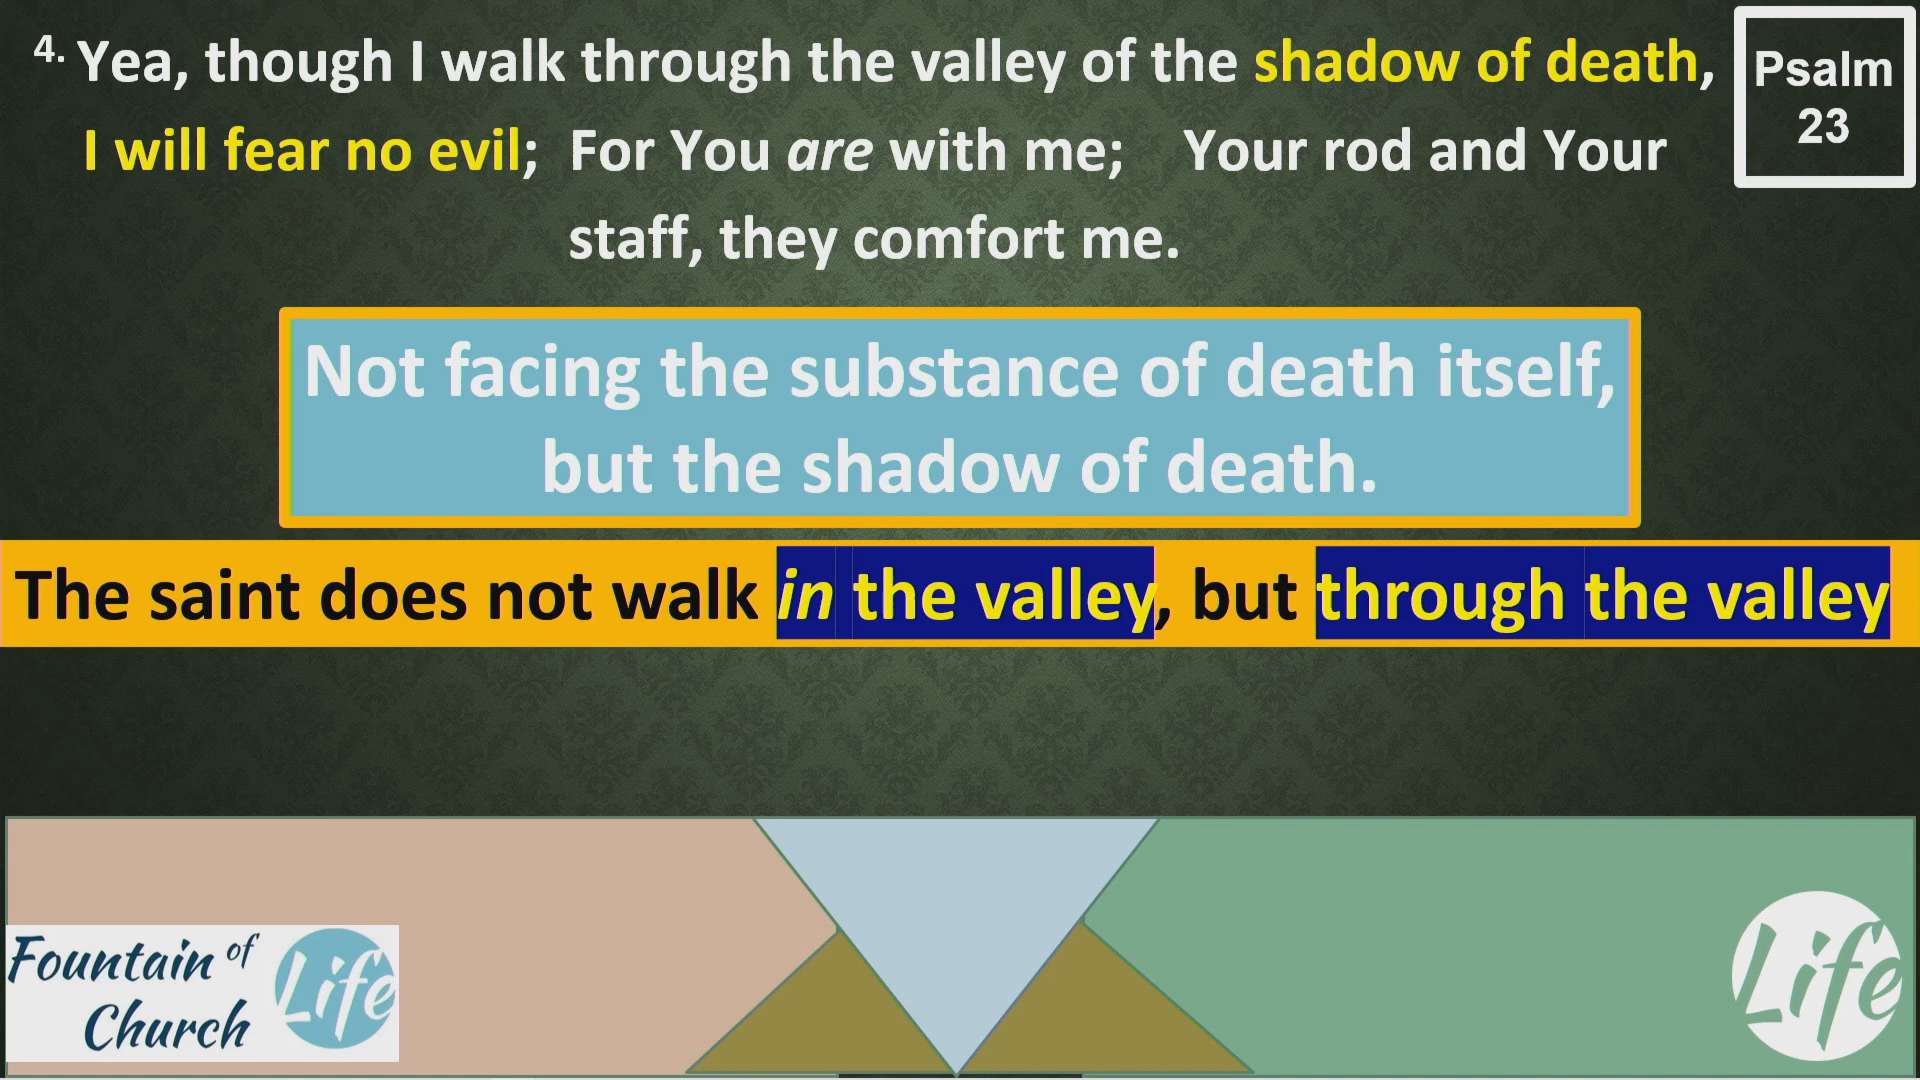 4. Yea, though I walk through the valley of the shadow of death,
I will fear no evil; For You are with me; Your rod and Your
staff, they comfort me.
Psalm
23
Not facing the substance of death itself,
but the shadow of death.
The saint does not walk in the valley, but through the valley
Fountain of
Life
Church
Life